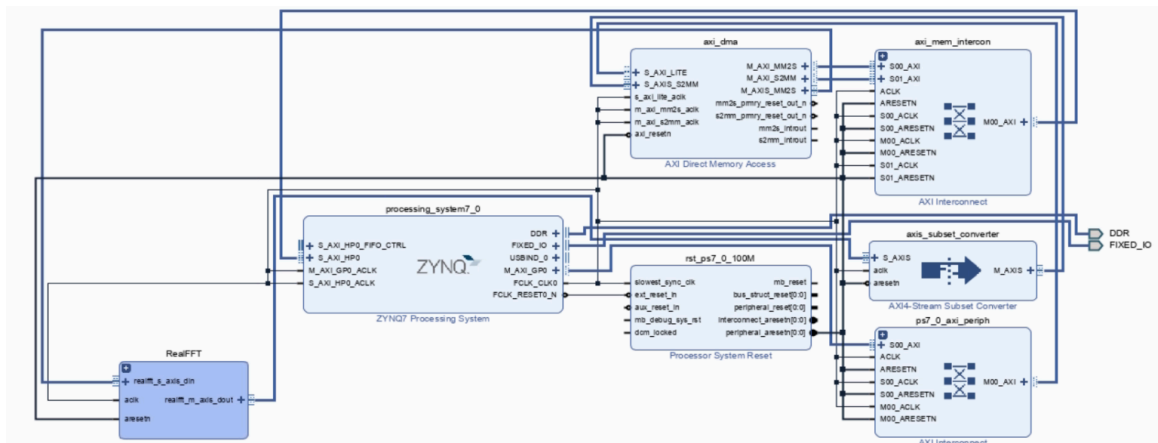 axi_dma
S_AXI_LITE
S_AXIS_S2MM
s_axi_lite_aclk
m_axi_mm2s_aclk
m_axi_s2mm_aclk
axi_resetn
M_AXI_MM2S
M_AXI_S2MM
M_AXIS_MM2S
mm2s_prmry_reset_out_n
s2mm_prmry_reset_out_n
mm2s_introut
s2mm_introut
AXI Direct Memory Access
axi_mem_intercon
S00_AXI
S01_AXI
ACLK
ARESETN
S00_ACLK
S00_ARESETN
M00_ACLK
M00_ARESETN
S01_ACLK
S01_ARESETN
M00_AXI
AXI Interconnect
processing_system7_0
S_AXI_HP0_FIFO_CTRL
S_AXI_HP0
M_AXI_GP0_ACLK
S_AXI_HP0_ACLK
ZYNQ
DDR
FIXED_IO
USBIND_0
M_AXI_GP0
FCLK_CLK0
FCLK_RESET0_N
ZYNQ7 Processing System
DDR
FIXED_IO
axis_subset_converter
S_AXIS
aclk
aresetn
M_AXIS
AXI4-Stream Subset Converter
rst_ps7_0_100M
slowest_sync_clk
ext_reset_in
aux_reset_in
mb_debug_sys_rst
dcm_locked
mb_reset
bus_struct_reset[0:0]
peripheral_reset[0:0]
interconnect_aresetn[0:0]
peripheral_aresetn[0:0]
Processor System Reset
ps7_0_axi_periph
S00_AXI
ACLK
ARESETN
S00_ACLK
S00_ARESETN
M00_ACLK
M00_ARESETN
M00_AXI
AXI Interconnect
RealFFT
realfft_s_axis_din
aclk
aresetn
realfft_m_axis_dout